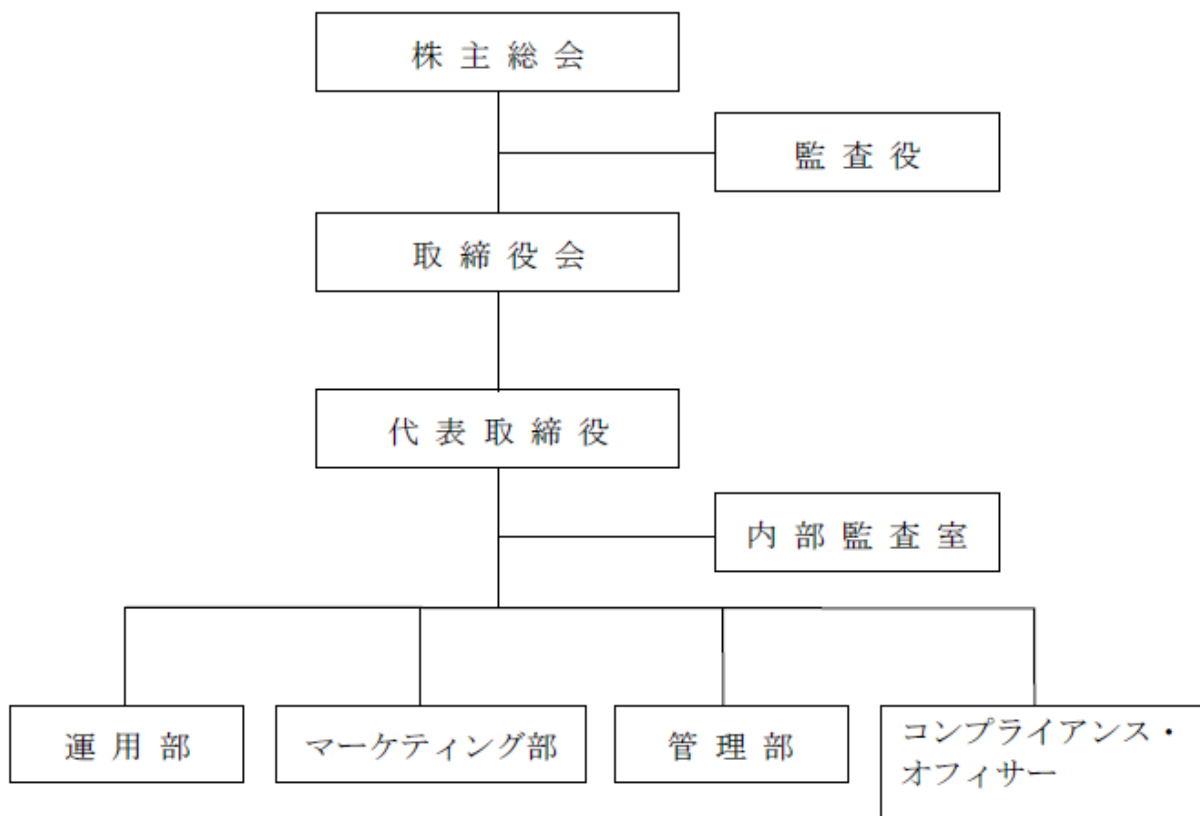 株主総会
監査役
取締役会
代表取締役
内部監査室
運用部
マーケティング部
管理部
コンプライアンス・
オフィサー